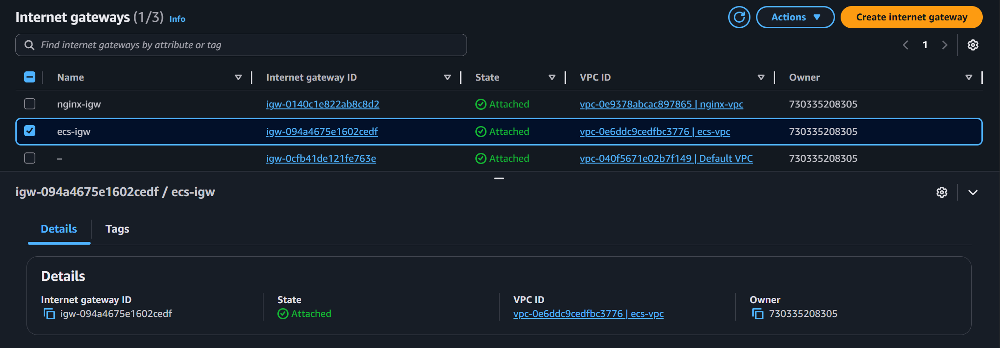 Internet gateways (1/3) Info
Actions
Create internet gateway
Find internet gateways by attribute or tag
1
Name Internet gateway ID State VPC ID Owner
nginx-igw igw-0140c1e822ab8c8d2 Attached vpc-0e9378abcac897865 | nginx-vpc 730335208305
ecs-igw igw-094a4675e1602cedf Attached vpc-0e6ddc9cedfbc3776 | ecs-vpc 730335208305
– igw-0cfb41de121fe763e Attached vpc-040f5671e02b7f149 | Default VPC 730335208305
igw-094a4675e1602cedf / ecs-igw
Details Tags
Details
Internet gateway ID State VPC ID Owner
igw-094a4675e1602cedf Attached vpc-0e6ddc9cedfbc3776 | ecs-vpc 730335208305